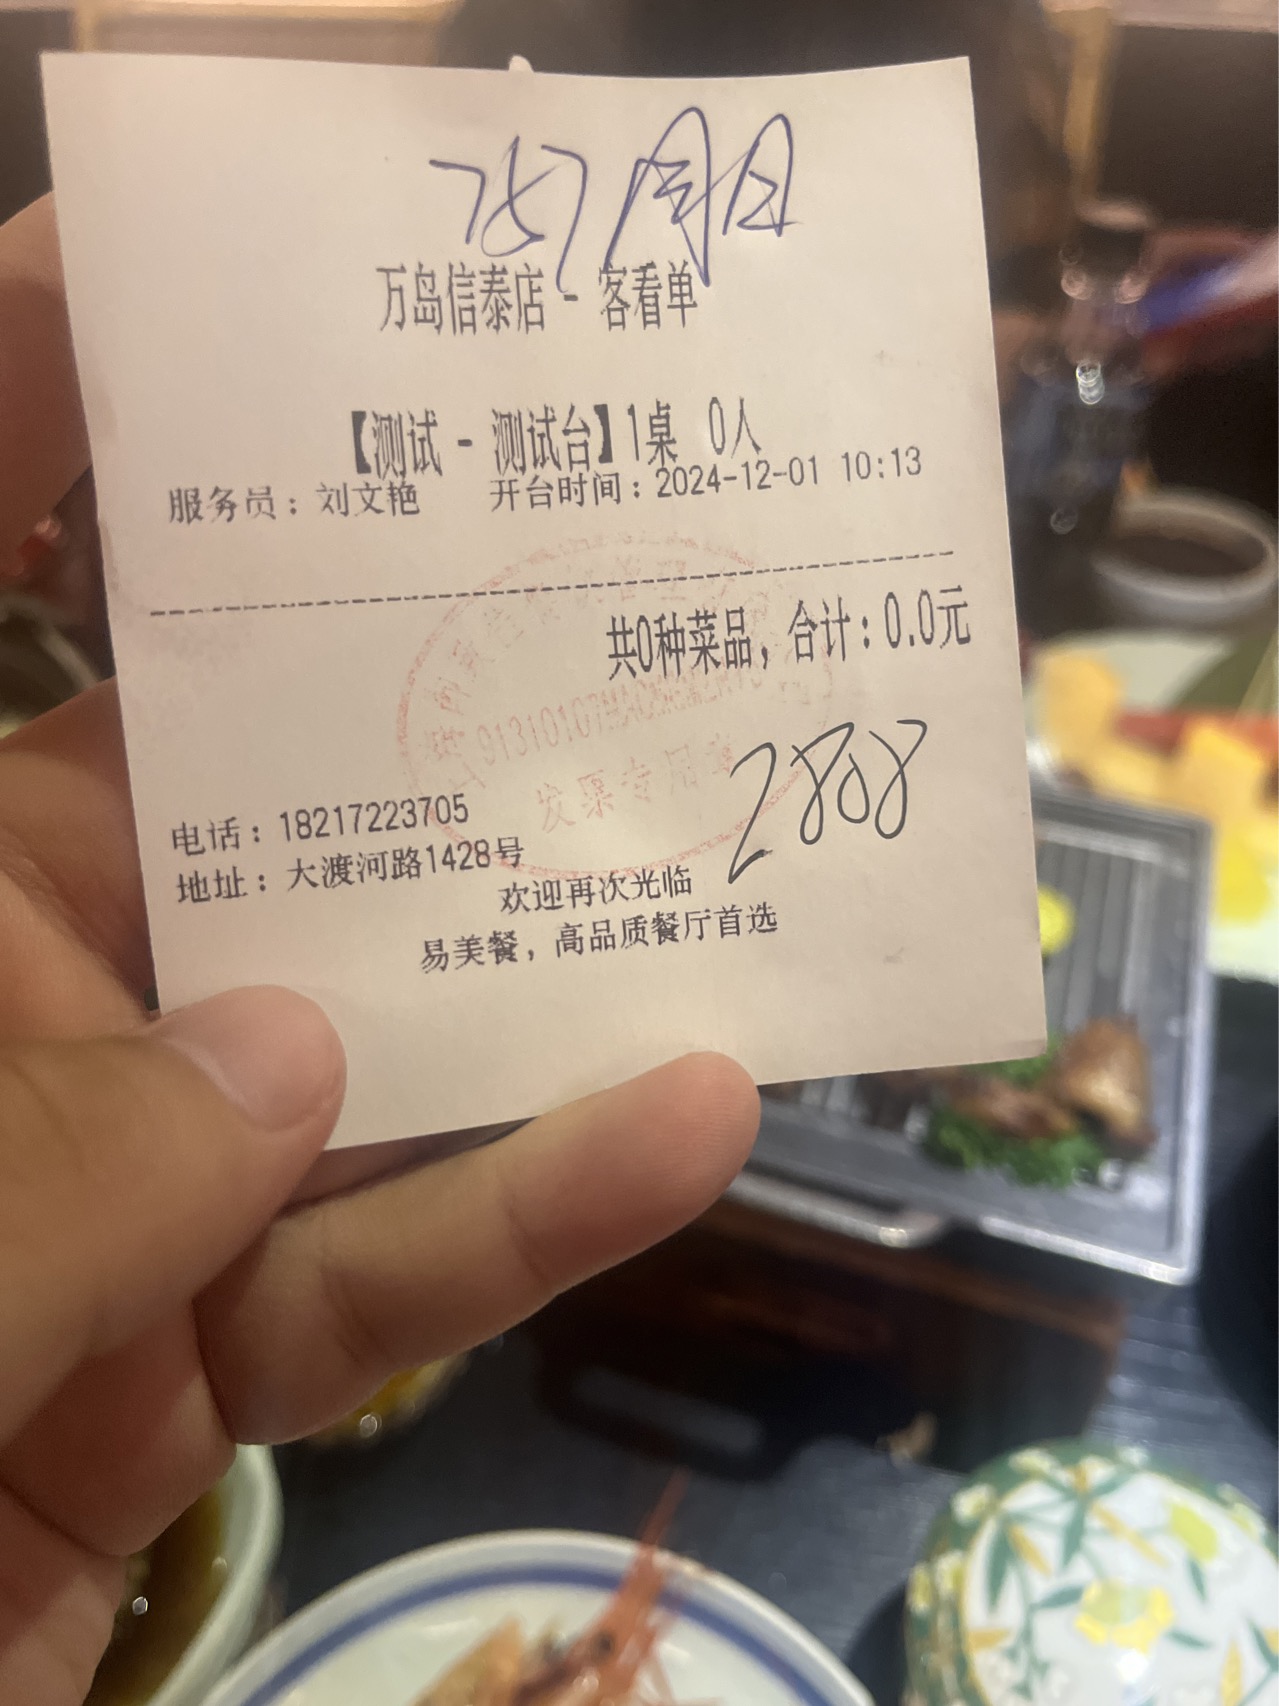 757 周日
万岛信泰店 - 客看单
【测试 - 测试台】1桌 0人
服务员: 刘文艳 开台时间: 2024-12-01 10:13
共0种菜品, 合计: 0.0元
发票专用章
2808
电话: 18217223705
地址: 大渡河路1428号
欢迎再次光临
易美餐, 高品质餐厅首选